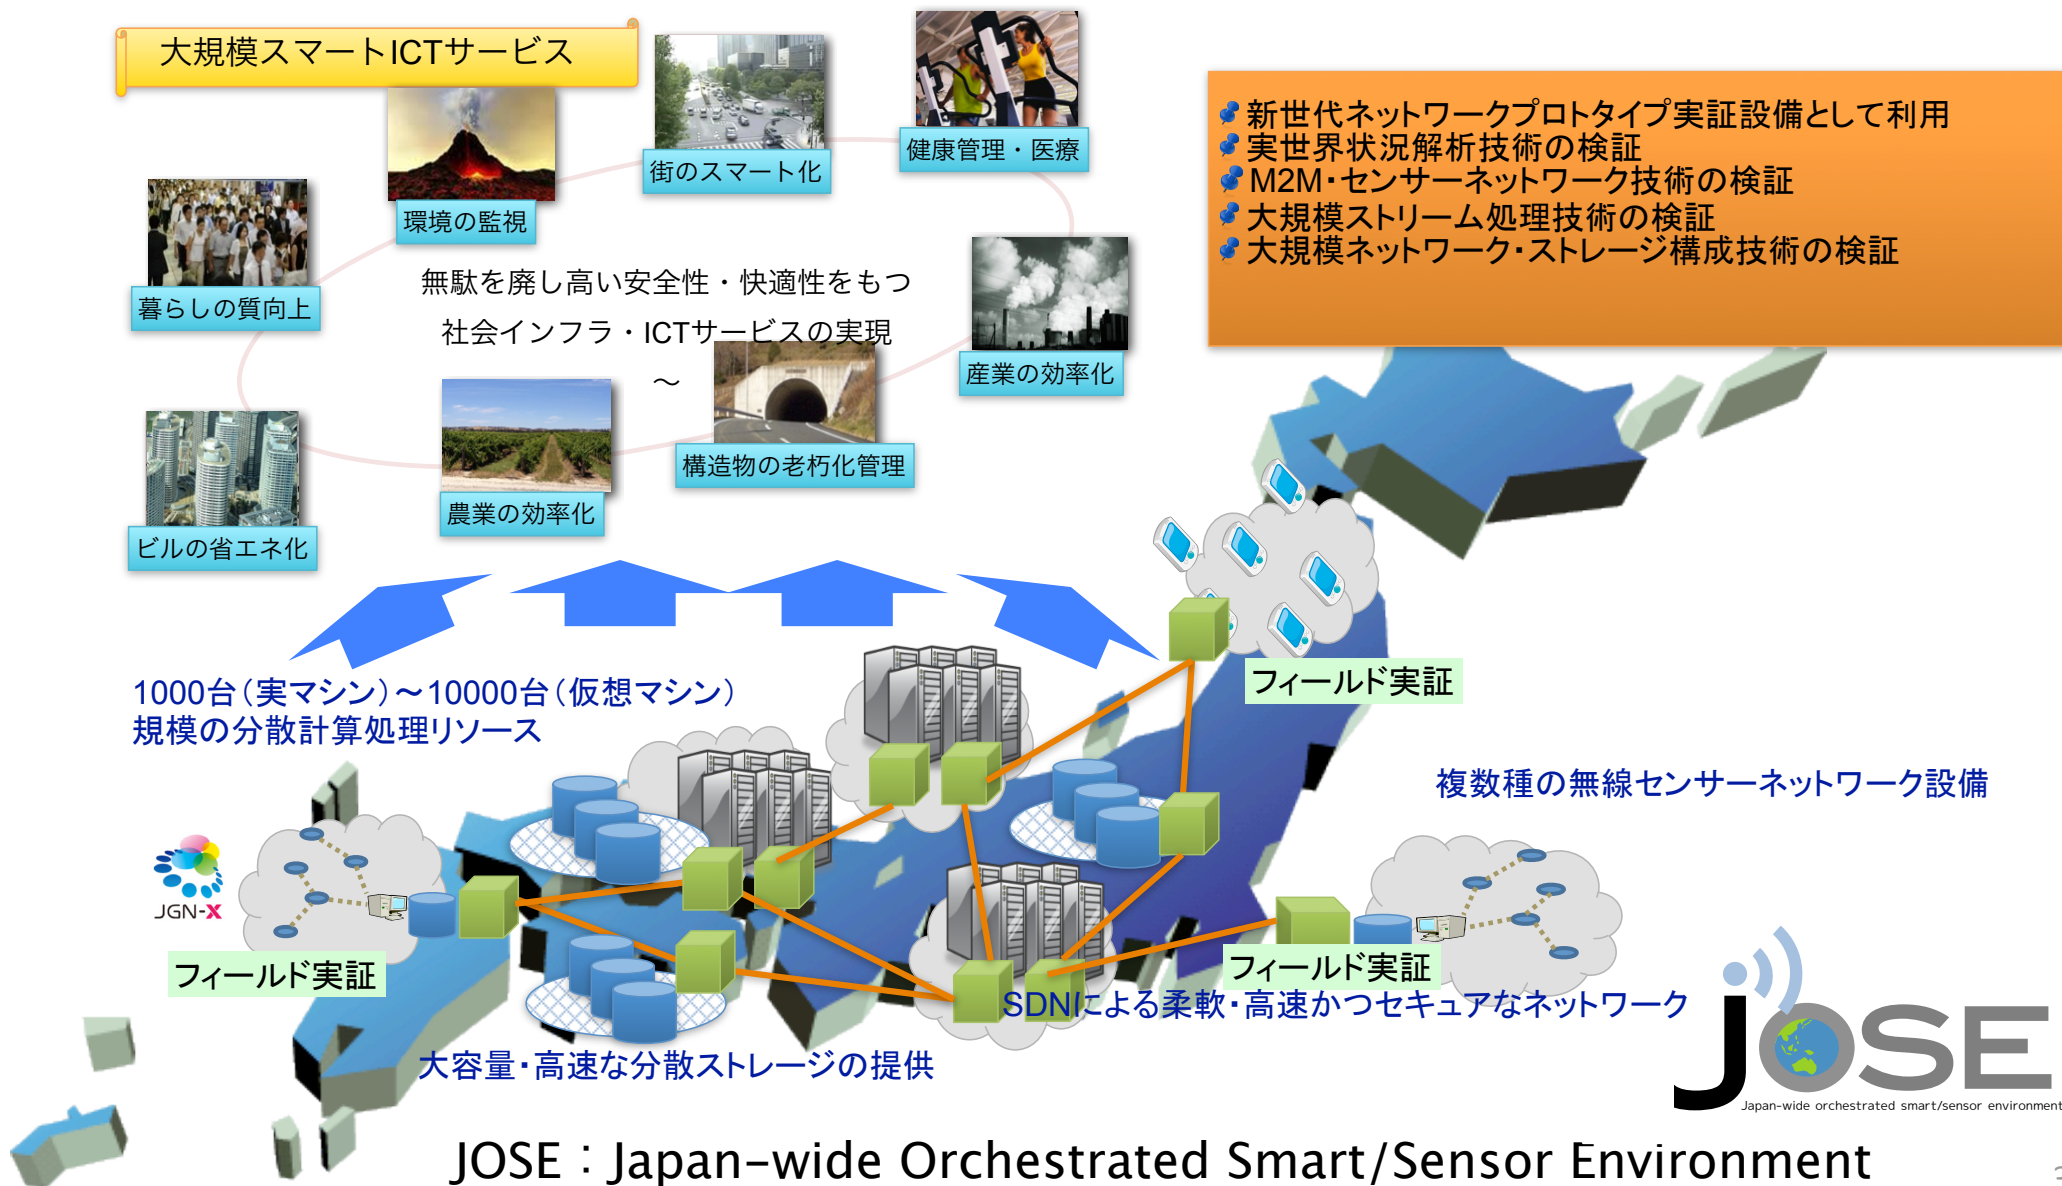 大規模スマートICTサービス
環境の監視
街のスマート化
健康管理・医療
暮らしの質向上
無駄を廃し高い安全性・快適性をもつ
社会インフラ・ICTサービスの実現
～
産業の効率化
構造物の老朽化管理
農業の効率化
ビルの省エネ化
新世代ネットワークプロトタイプ実証設備として利用
実世界状況解析技術の検証
M2M・センサーネットワーク技術の検証
大規模ストリーム処理技術の検証
大規模ネットワーク・ストレージ構成技術の検証
1000台（実マシン）～10000台（仮想マシン）
規模の分散計算処理リソース
フィールド実証
複数種の無線センサーネットワーク設備
JGN-X
フィールド実証
フィールド実証
SDNによる柔軟・高速かつセキュアなネットワーク
大容量・高速な分散ストレージの提供
JOSE
Japan-wide orchestrated smart/sensor environment
JOSE：Japan-wide Orchestrated Smart/Sensor Environment